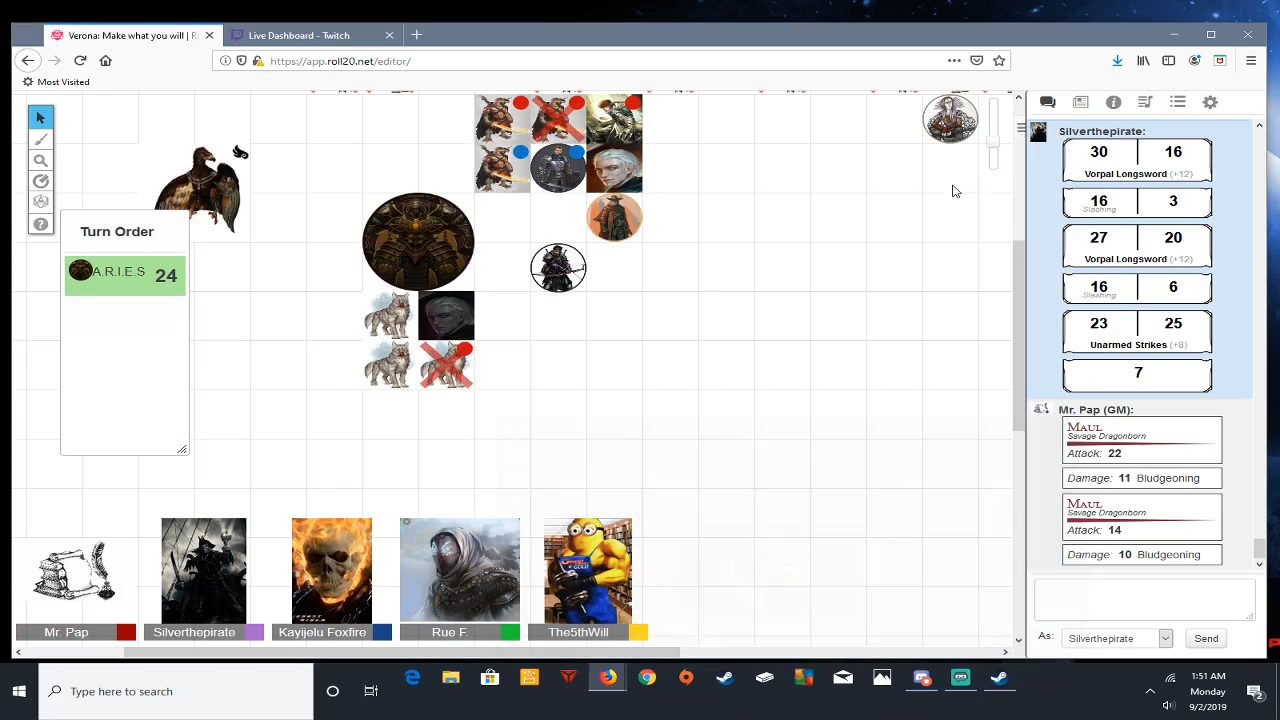 Verona: Make what you will | R
Live Dashboard - Twitch
https://app.roll20.net/editor/
Most Visited
Turn Order
A.R.I.E.S 24
Silverthepirate:
30 16
Vorpal Longsword (+12)
16 3
Slashing
27 20
Vorpal Longsword (+12)
16 6
Slashing
23 25
Unarmed Strikes (+8)
7
Mr. Pap (GM):
MAUL
Savage Dragonborn
Attack: 22
Damage: 11 Bludgeoning
MAUL
Savage Dragonborn
Attack: 14
Damage: 10 Bludgeoning
As: Silverthepirate Send
GHOST RIDER
Mr. Pap
Silverthepirate
Kayijelu Foxfire
Rue F.
The5thWill
Type here to search
1:51 AM
Monday
9/2/2019
2